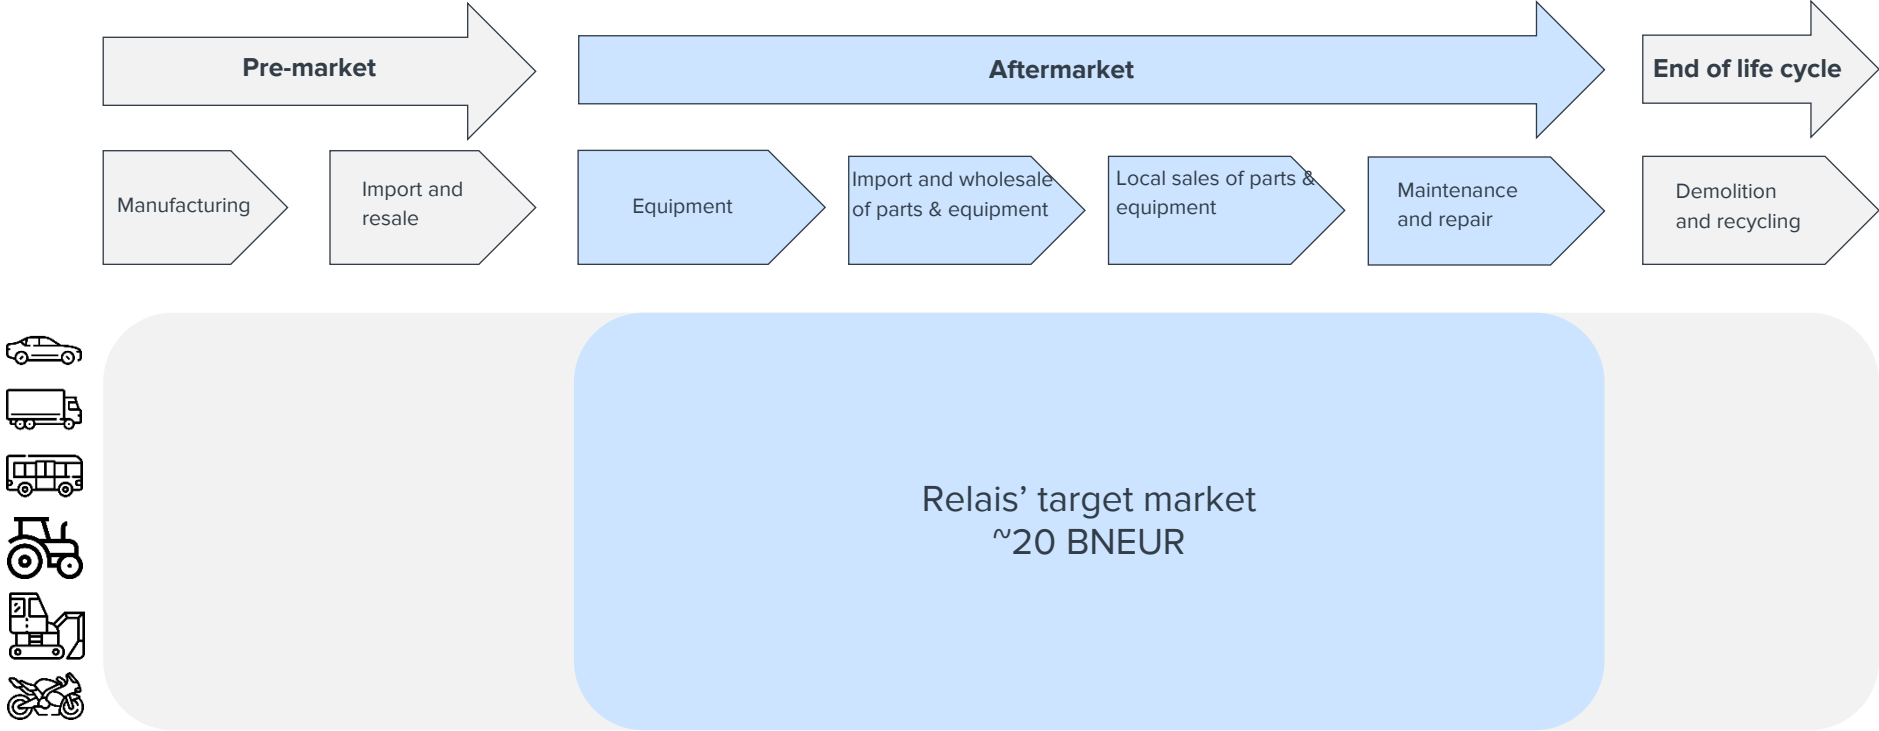 Pre-market
Aftermarket
End of life cycle
Manufacturing
Import and
resale
Equipment
Import and wholesale
of parts & equipment
Local sales of parts &
equipment
Maintenance
and repair
Demolition
and recycling
Relais’ target market
~20 BNEUR